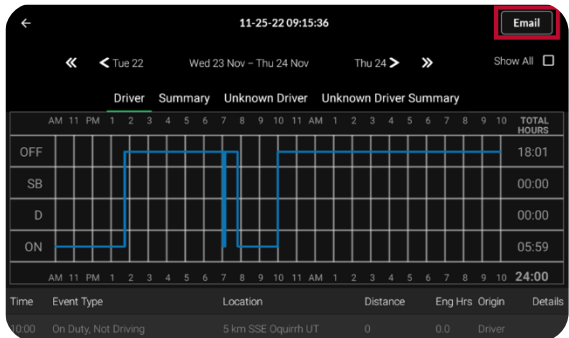 ← 11-25-22 09:15:36 Email
« < Tue 22 Wed 23 Nov – Thu 24 Nov Thu 24 > » Show All
Driver Summary Unknown Driver Unknown Driver Summary
AM 11 PM 1 2 3 4 5 6 7 8 9 10 11 AM 1 2 3 4 5 6 7 8 9 10 TOTAL HOURS
OFF 18:01
SB 00:00
D 00:00
ON 05:59
AM 11 PM 1 2 3 4 5 6 7 8 9 10 11 AM 1 2 3 4 5 6 7 8 9 10 24:00
Time Event Type Location Distance Eng Hrs Origin Details
10:00 On Duty, Not Driving 5 km SSE Oquirrh UT 0 0.0 Driver